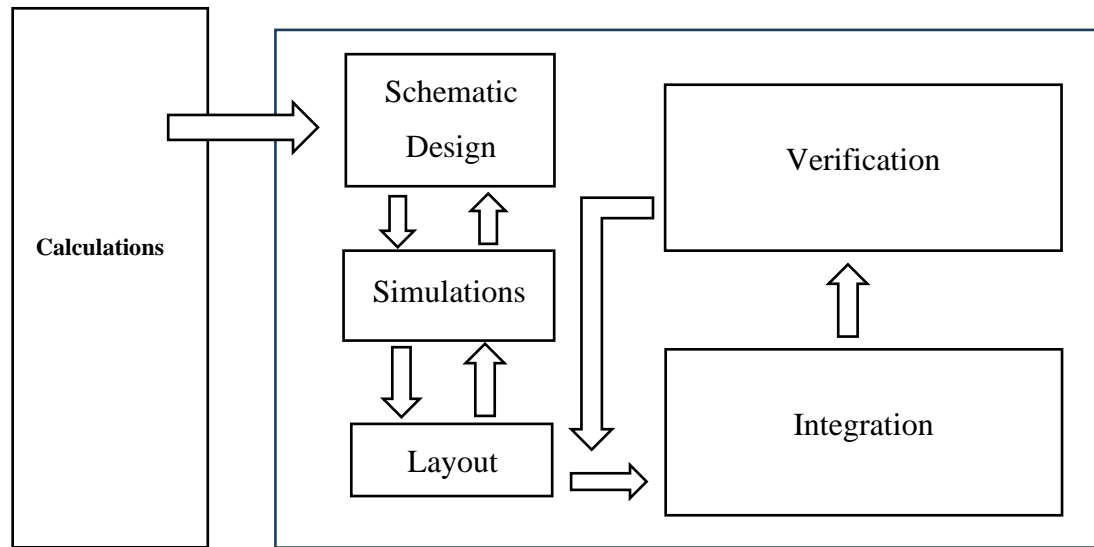 Calculations
Schematic
Design
Simulations
Layout
Verification
Integration